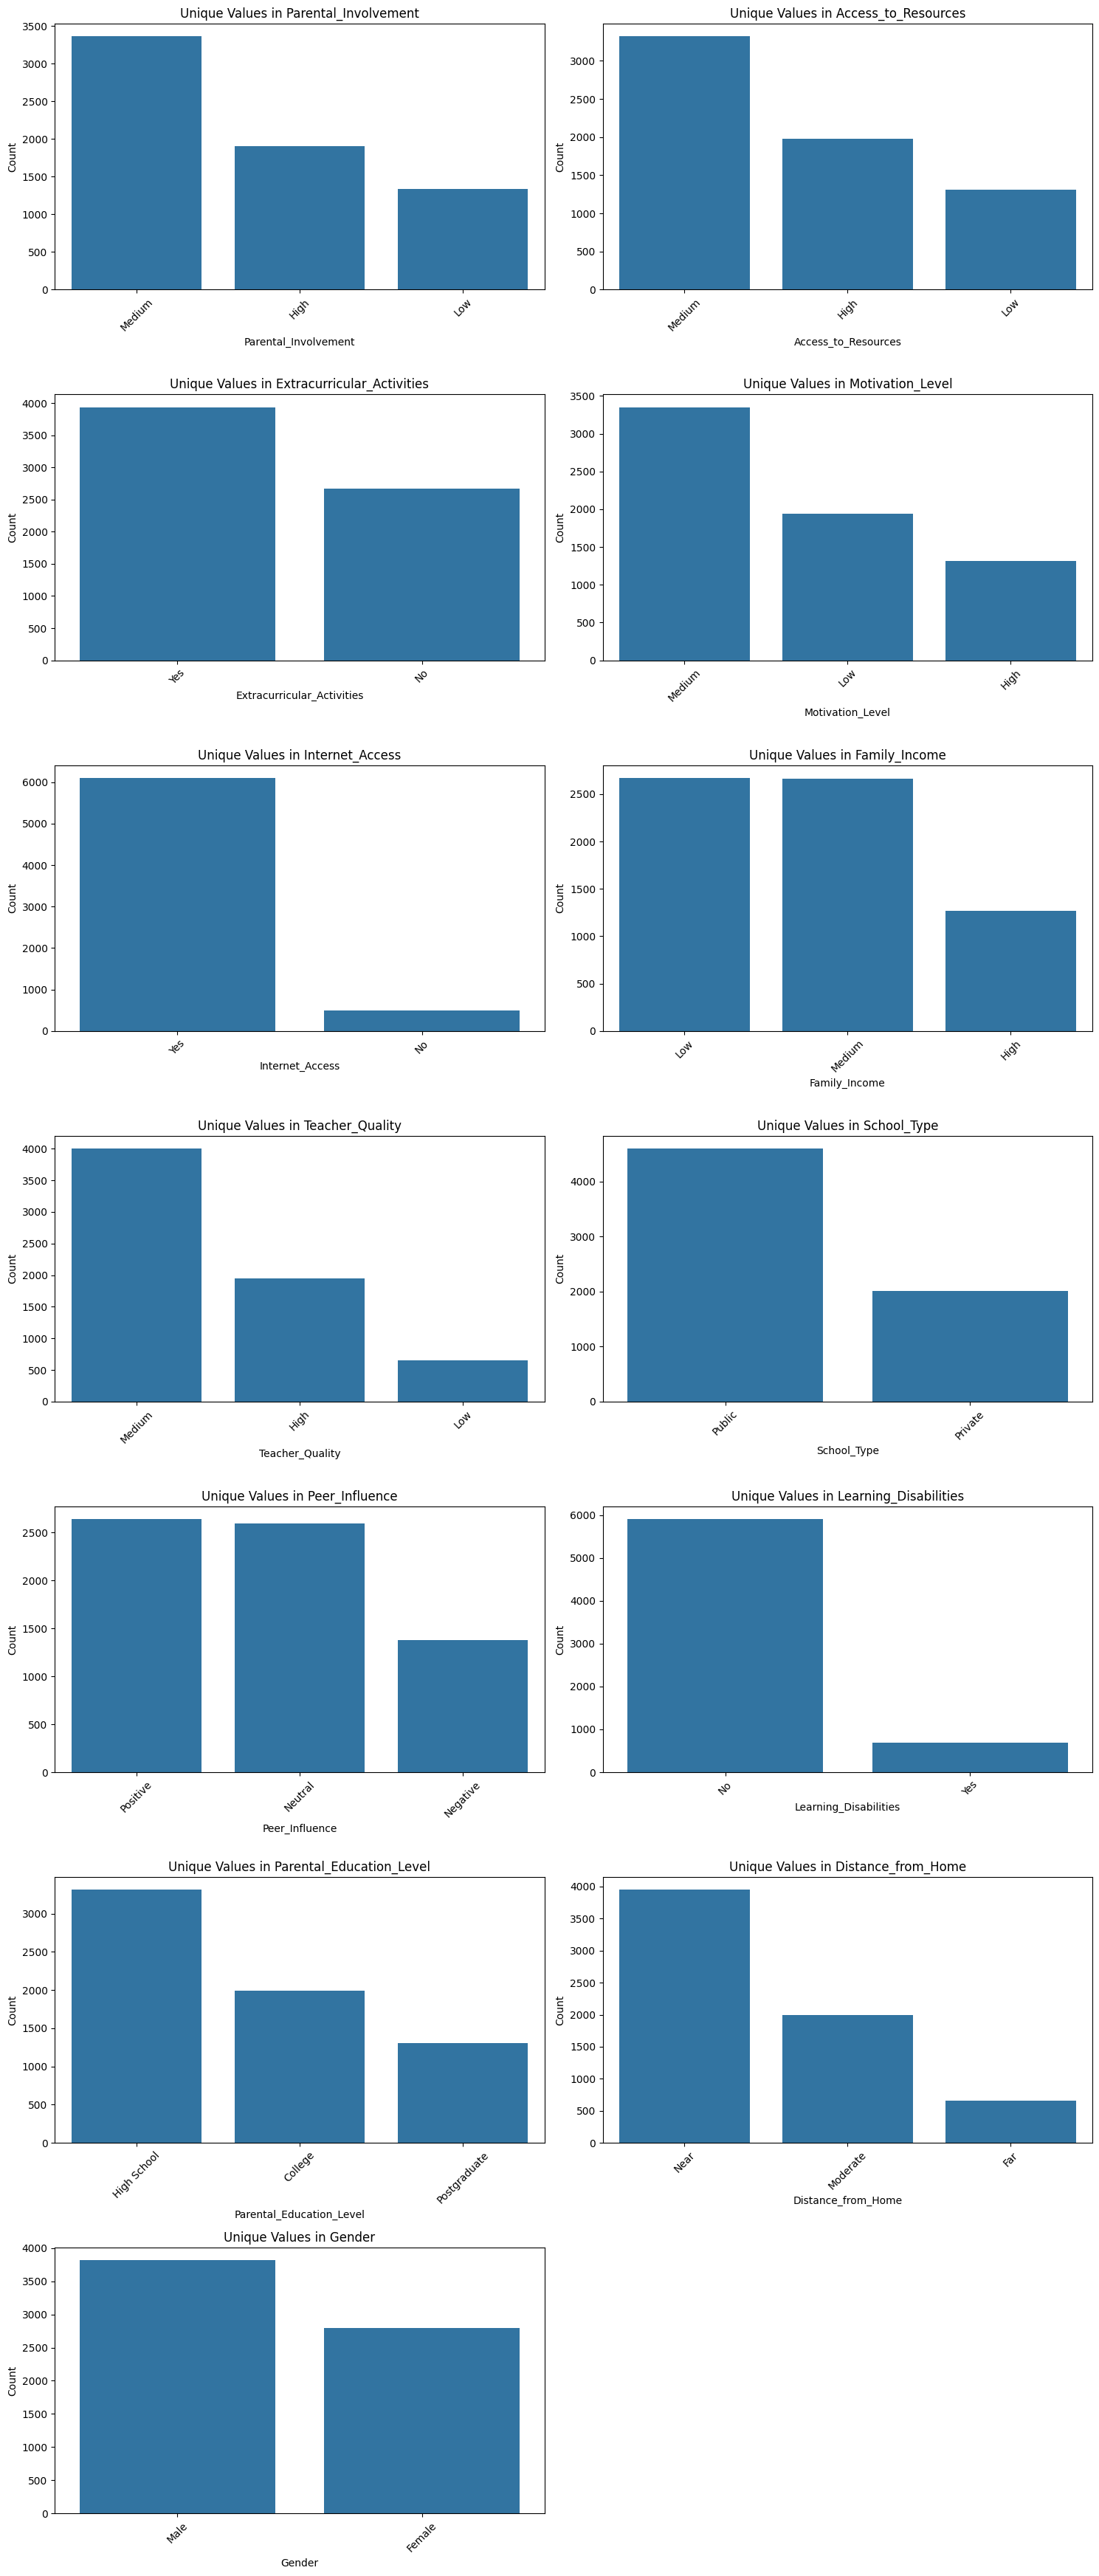 Unique Values in Parental_Involvement
3500
3000
2500
2000
1500
1000
500
0
Count
Medium
High
Low
Parental_Involvement
Unique Values in Access_to_Resources
3000
2500
2000
1500
1000
500
0
Count
Medium
High
Low
Access_to_Resources
Unique Values in Extracurricular_Activities
4000
3500
3000
2500
2000
1500
1000
500
0
Count
Yes
No
Extracurricular_Activities
Unique Values in Motivation_Level
3500
3000
2500
2000
1500
1000
500
0
Count
Medium
Low
High
Motivation_Level
Unique Values in Internet_Access
6000
5000
4000
3000
2000
1000
0
Count
Yes
No
Internet_Access
Unique Values in Family_Income
2500
2000
1500
1000
500
0
Count
Low
Medium
High
Family_Income
Unique Values in Teacher_Quality
4000
3500
3000
2500
2000
1500
1000
500
0
Count
Medium
High
Low
Teacher_Quality
Unique Values in School_Type
4000
3000
2000
1000
0
Count
Public
Private
School_Type
Unique Values in Peer_Influence
2500
2000
1500
1000
500
0
Count
Positive
Neutral
Negative
Peer_Influence
Unique Values in Learning_Disabilities
6000
5000
4000
3000
2000
1000
0
Count
No
Yes
Learning_Disabilities
Unique Values in Parental_Education_Level
3000
2500
2000
1500
1000
500
0
Count
High School
College
Postgraduate
Parental_Education_Level
Unique Values in Distance_from_Home
4000
3500
3000
2500
2000
1500
1000
500
0
Count
Near
Moderate
Far
Distance_from_Home
Unique Values in Gender
4000
3500
3000
2500
2000
1500
1000
500
0
Count
Male
Female
Gender